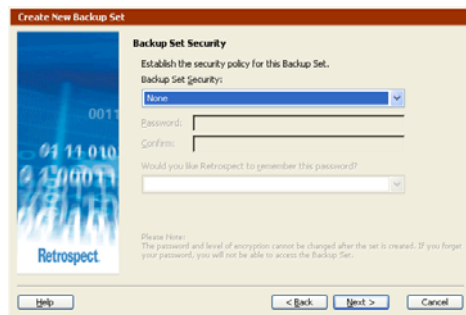 Create New Backup Set
Backup Set Security
Establish the security policy for this Backup Set.
Backup Set Security:
None
Password:
Confirm:
Would you like Retrospect to remember this password?
Please Note:
The password and level of encryption cannot be changed after the set is created. If you forget
your password, you will not be able to access the Backup Set.
0011
01 11 010
Retrospect
Help
< Back
Next >
Cancel